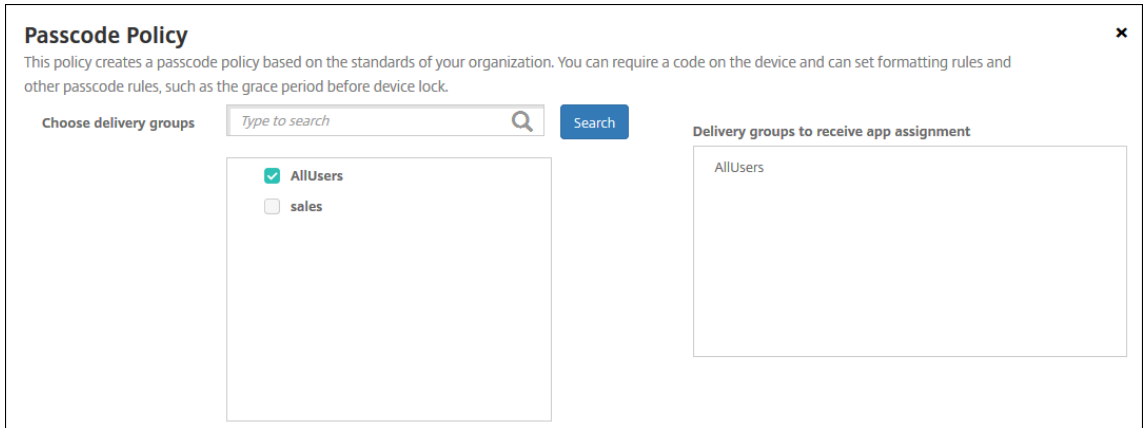 Passcode Policy
This policy creates a passcode policy based on the standards of your organization. You can require a code on the device and can set formatting rules and
other passcode rules, such as the grace period before device lock.
Choose delivery groups
Type to search
Search
Delivery groups to receive app assignment
AllUsers
sales
AllUsers